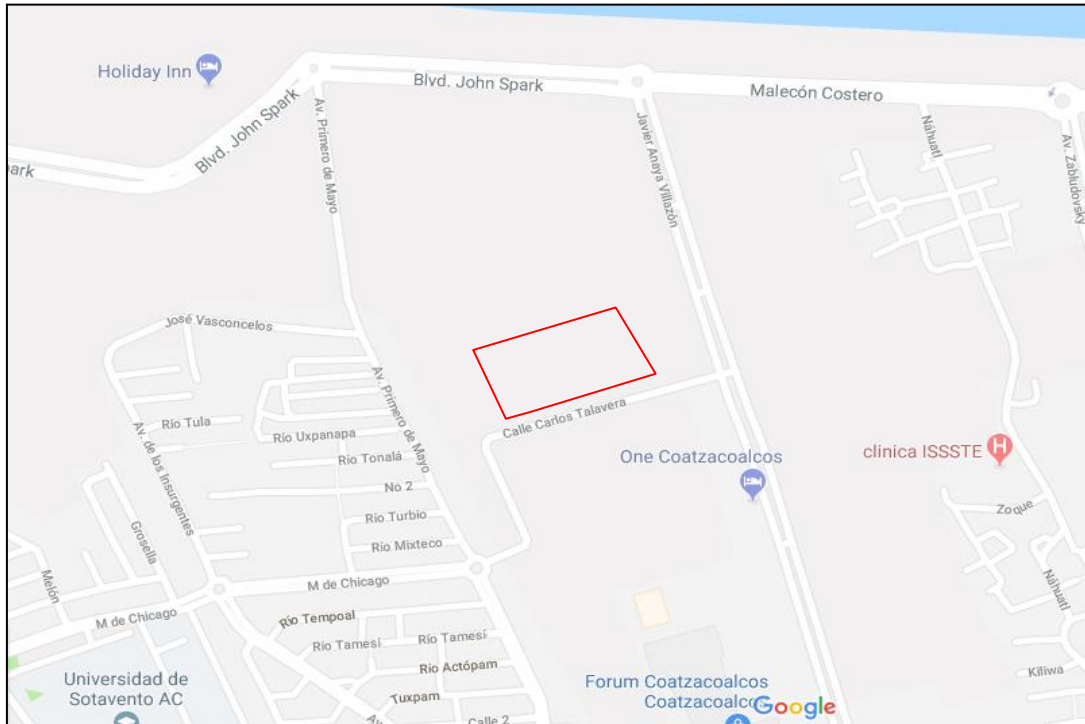 Holiday Inn
Blvd. John Spark
Malecón Costero
Blvd. John Spark
ark
Av. Primero de Mayo
Javier Anaya Villazón
Náhuatl
Av. Zabludovsky
josé Vasconcelos
Av. Primero de Mayo
Río Tula
Av. de los Insurgentes
Río Uxpanapa
Calle Carlos Talavera
Río Tonalá
One Coatzacoalcos
clinica ISSSTE
H
No 2
Río Turbio
Zoque
Grosella
Río Mixteco
Melón
M de Chicago
Náhuatl
M de Chicago
Río Tempoal
Río Tamesí
Río Tamesí
Río Actópam
Kiliwa
Universidad de
Sotavento AC
Forum Coatzacoalcos
Coatzacoalco
Google
Tuxpam
Av
Calle 2